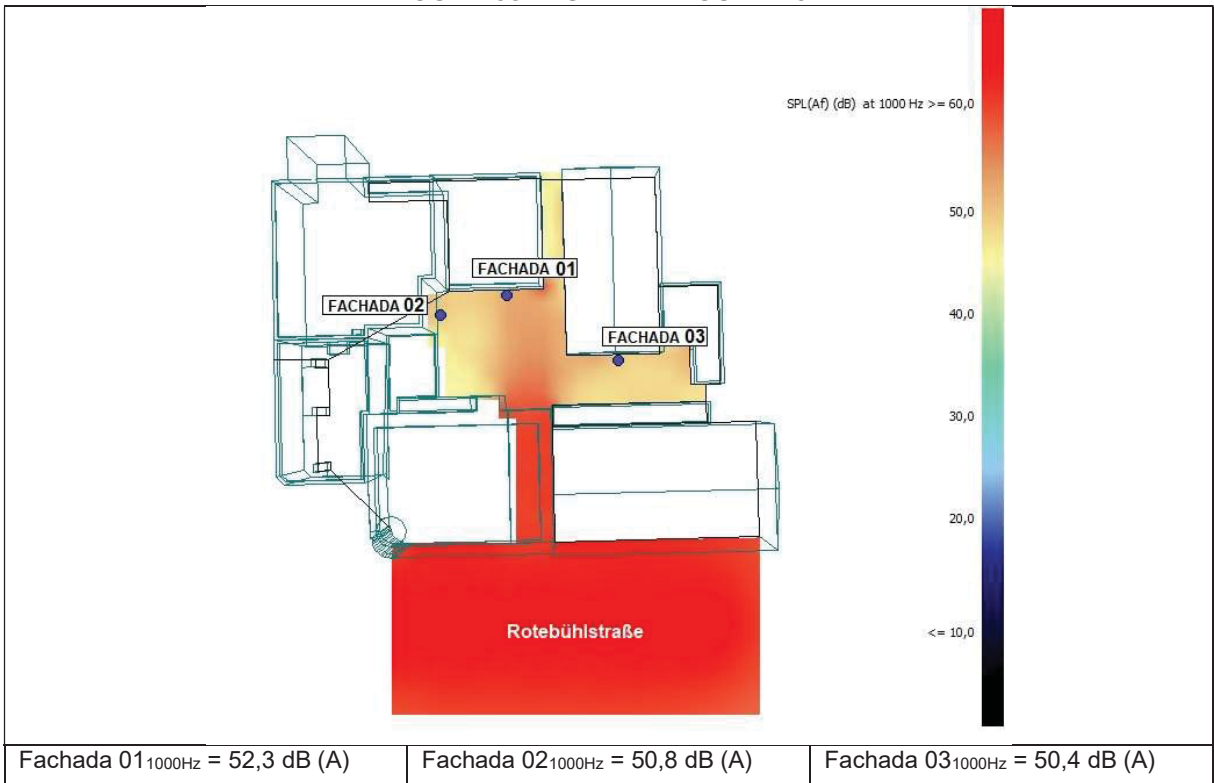 SPL(Af) (dB) at 1000 Hz >= 60,0
50,0
FACHADA 01
FACHADA 02
40,0
FACHADA 03
30,0
20,0
Rotebühlstraße
<= 10,0
Fachada 01 1000Hz = 52,3 dB (A)
Fachada 02 1000Hz = 50,8 dB (A)
Fachada 03 1000Hz = 50,4 dB (A)